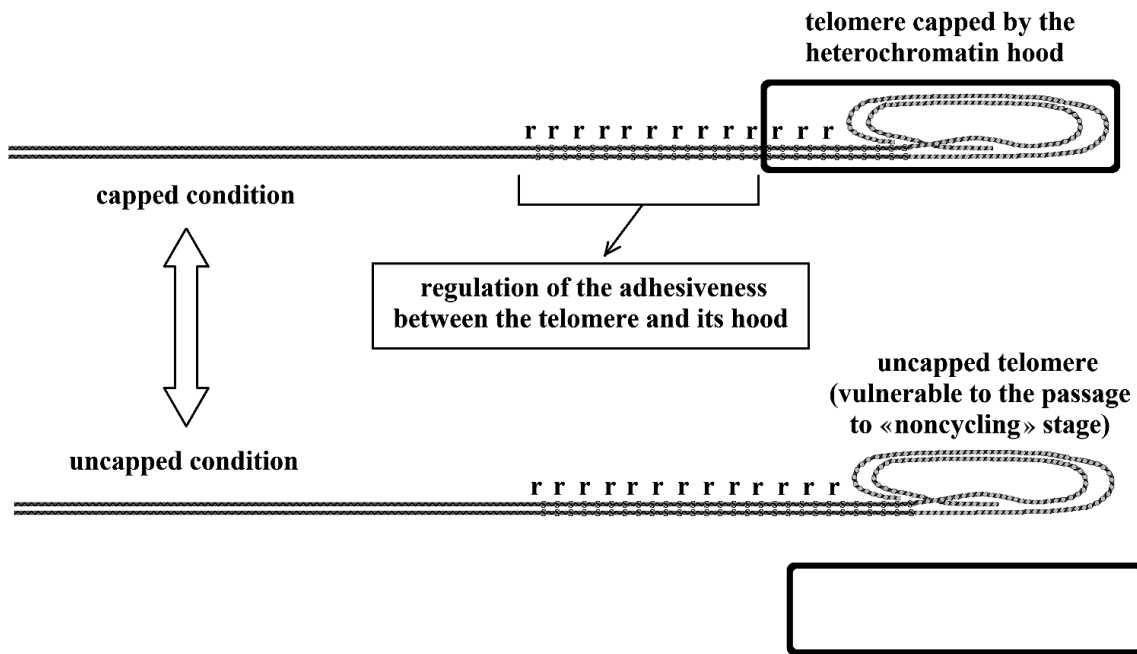 telomere capped by the
heterochromatin hood
r r r r r r r r r r r r r
capped condition
regulation of the adhesiveness
between the telomere and its hood
uncapped telomere
(vulnerable to the passage
to «noncycling» stage)
uncapped condition
r r r r r r r r r r r r r